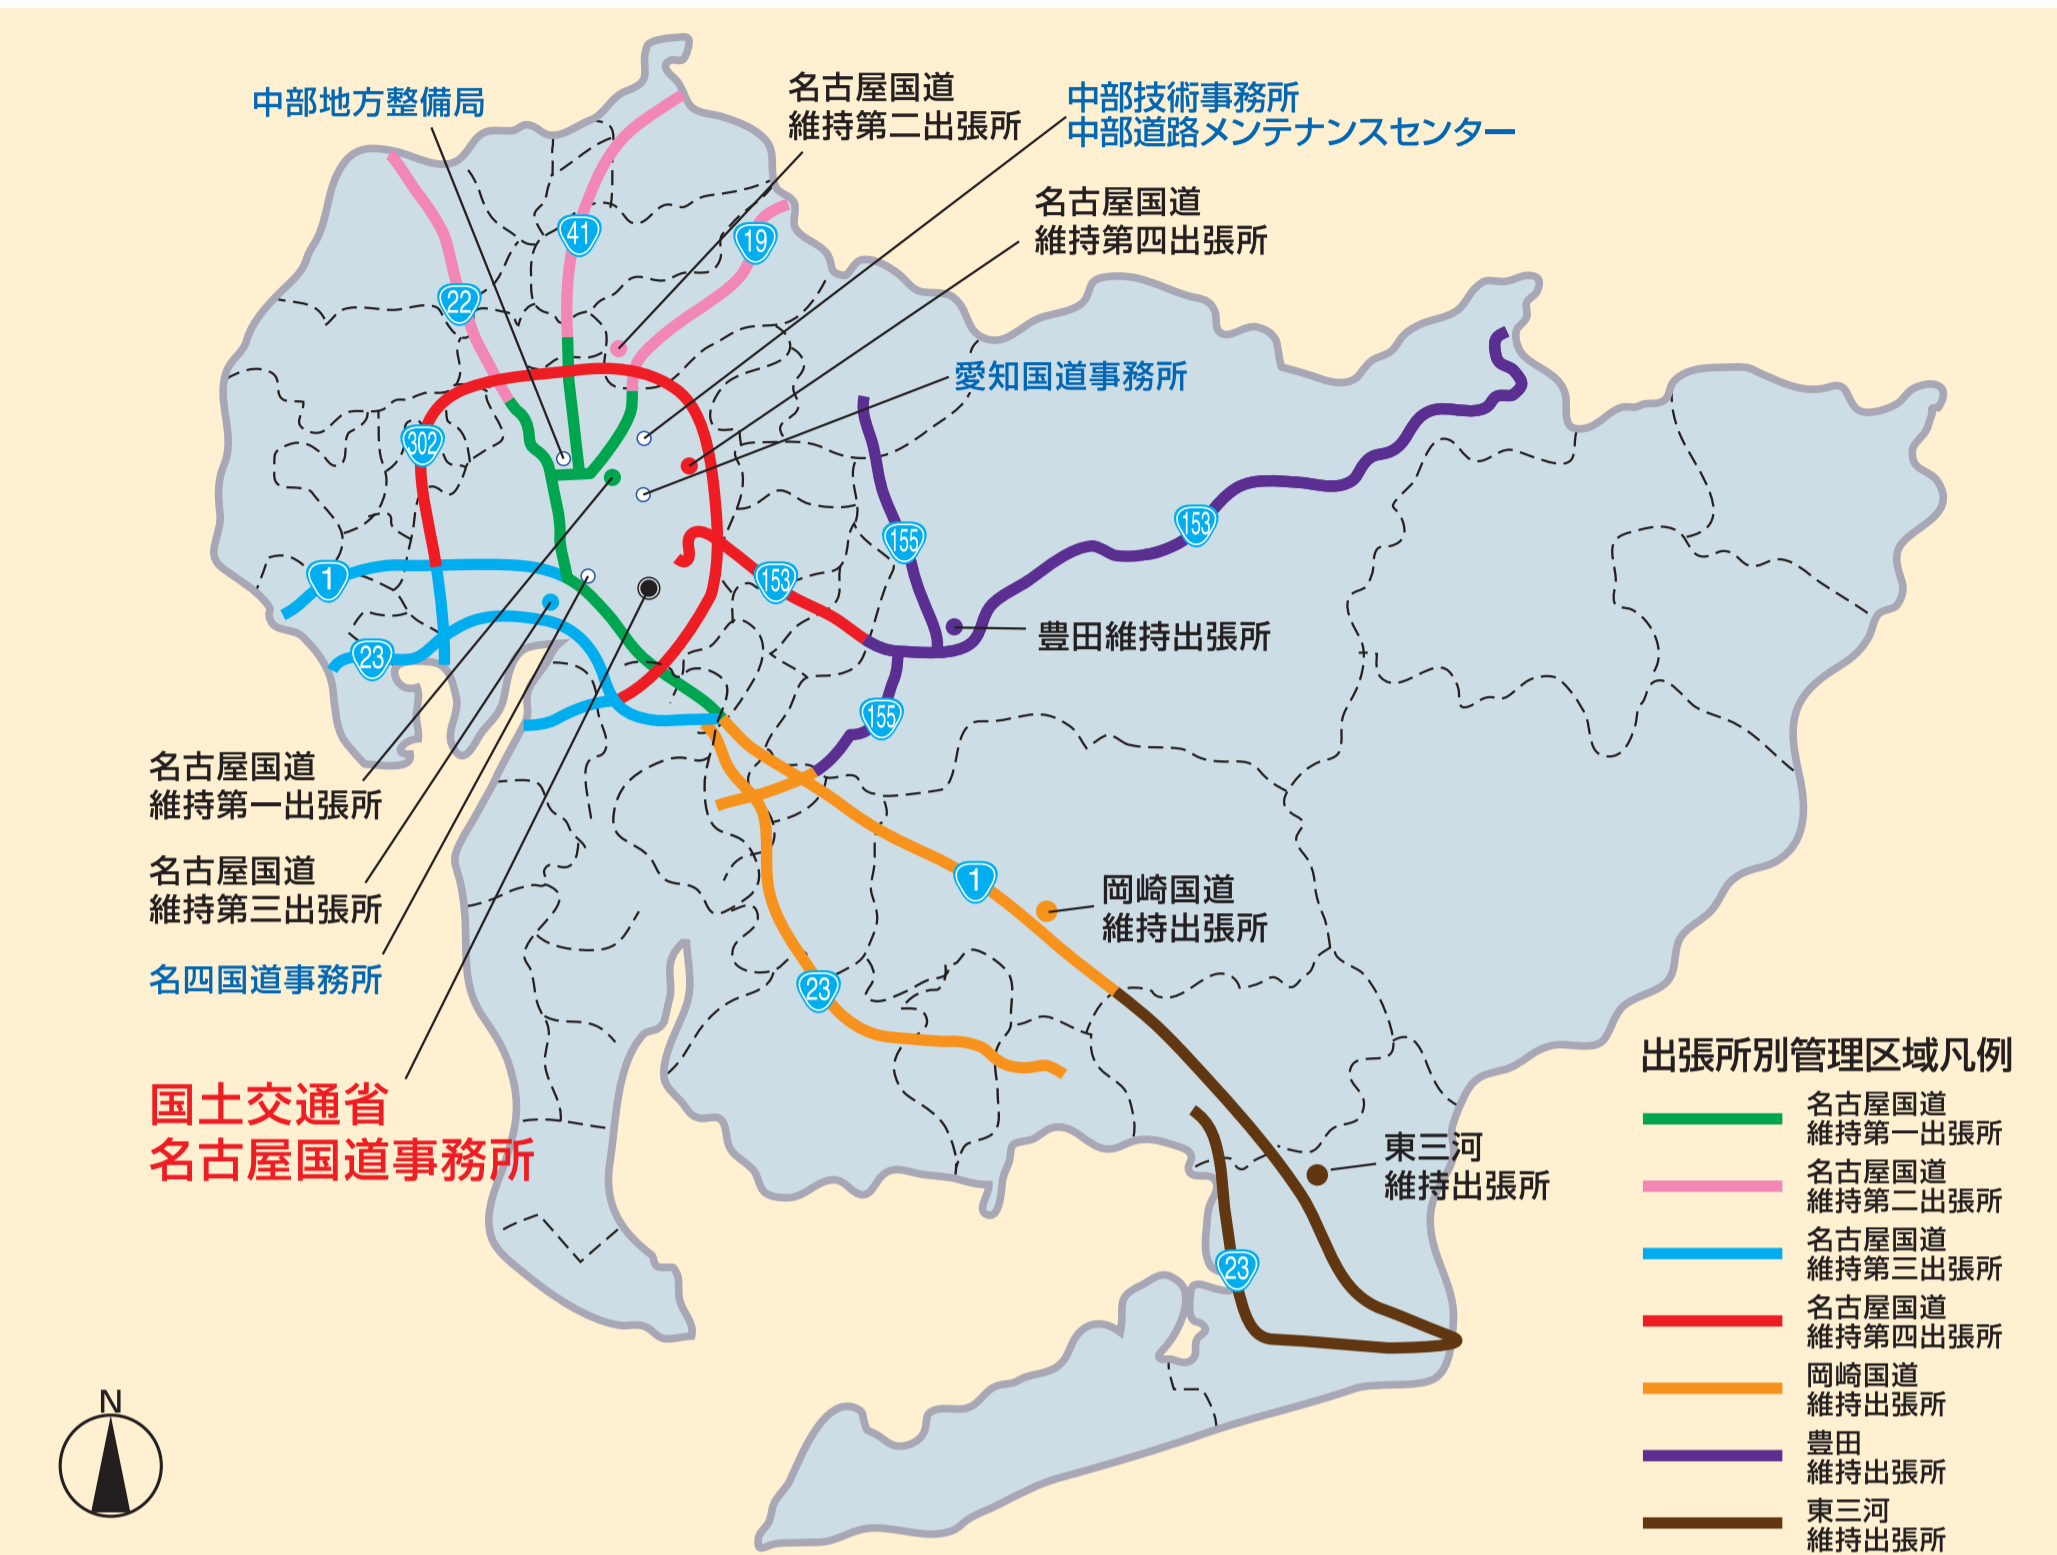 中部地方整備局
名古屋国道
維持第二出張所
中部技術事務所
中部道路メンテナンスセンター
名古屋国道
維持第四出張所
41
19
22
愛知国道事務所
302
155
153
1
153
23
豊田維持出張所
155
名古屋国道
維持第一出張所
名古屋国道
維持第三出張所
1
岡崎国道
維持出張所
名四国道事務所
23
国土交通省
名古屋国道事務所
東三河
維持出張所
23
出張所別管理区域凡例
名古屋国道
維持第一出張所
名古屋国道
維持第二出張所
名古屋国道
維持第三出張所
名古屋国道
維持第四出張所
岡崎国道
維持出張所
豊田
維持出張所
東三河
維持出張所
N